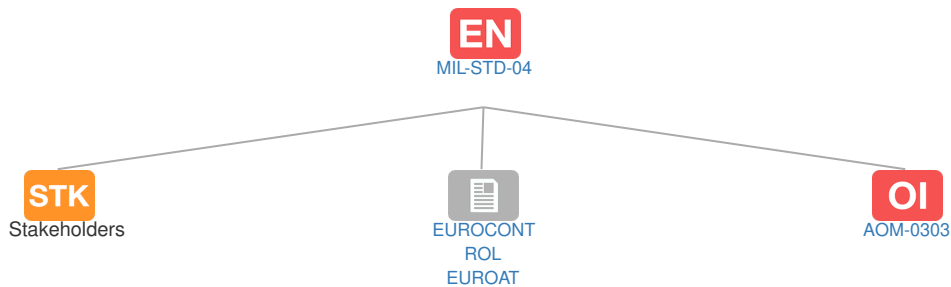 EN
MIL-STD-04
STK
Stakeholders
EUROCONT
ROL
EUROAT
OI
AOM-0303